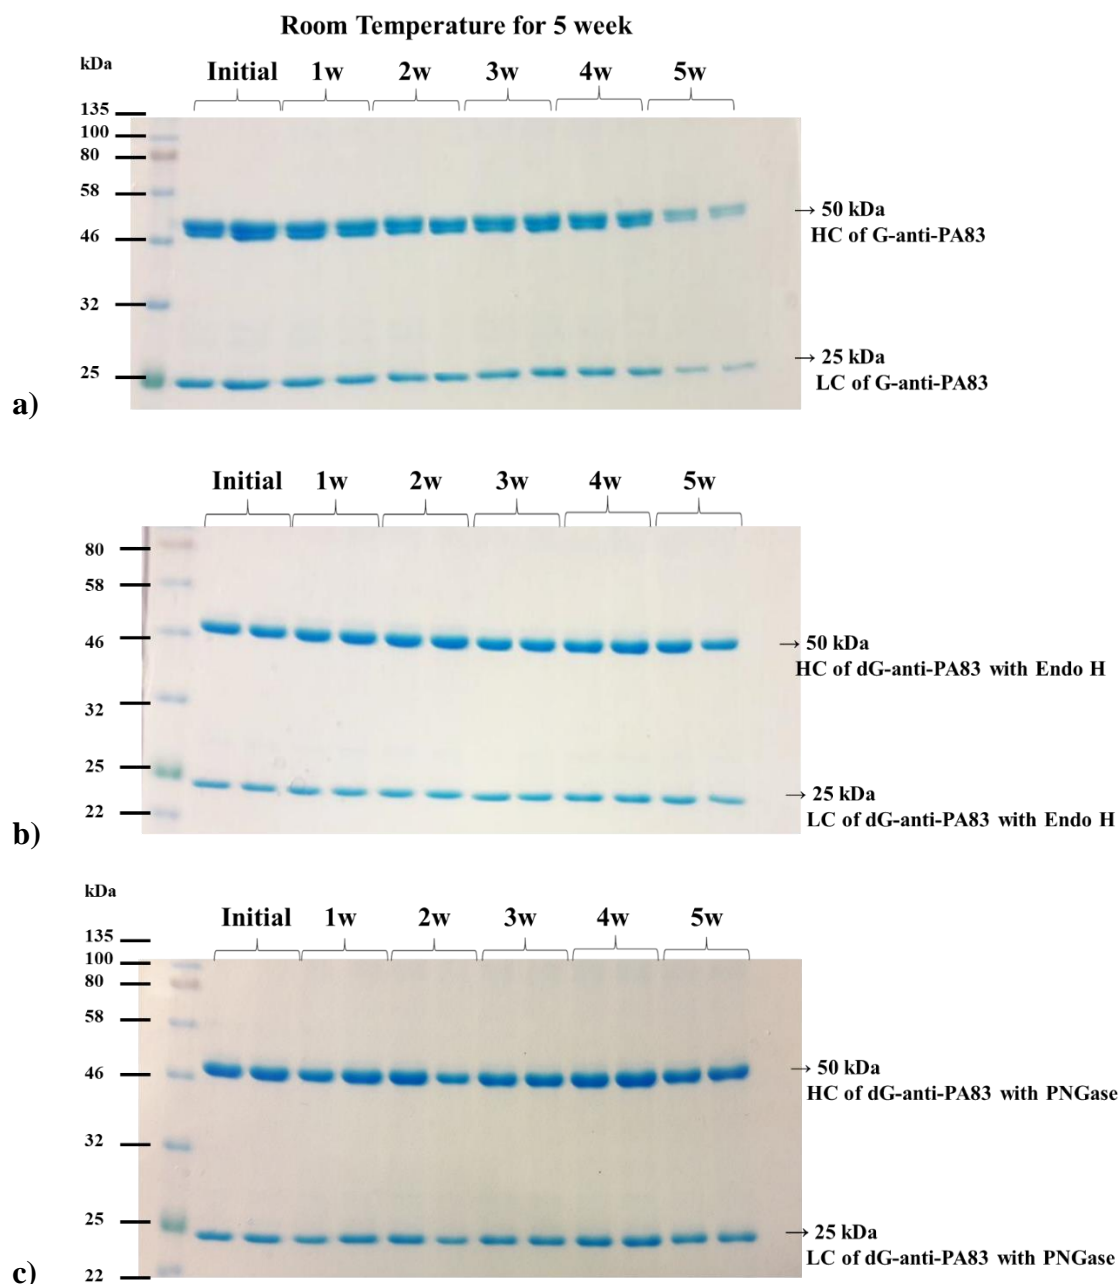 Room Temperature for 5 week
kDa
Initial 1w 2w 3w 4w 5w
135
100
80
58
46
32
25
→ 50 kDa
HC of G-anti-PA83
→ 25 kDa
LC of G-anti-PA83
a)
Initial 1w 2w 3w 4w 5w
80
58
46
32
25
22
→ 50 kDa
HC of dG-anti-PA83 with Endo H
→ 25 kDa
LC of dG-anti-PA83 with Endo H
b)
kDa
Initial 1w 2w 3w 4w 5w
135
100
80
58
46
32
25
22
→ 50 kDa
HC of dG-anti-PA83 with PNGase
→ 25 kDa
LC of dG-anti-PA83 with PNGase
c)